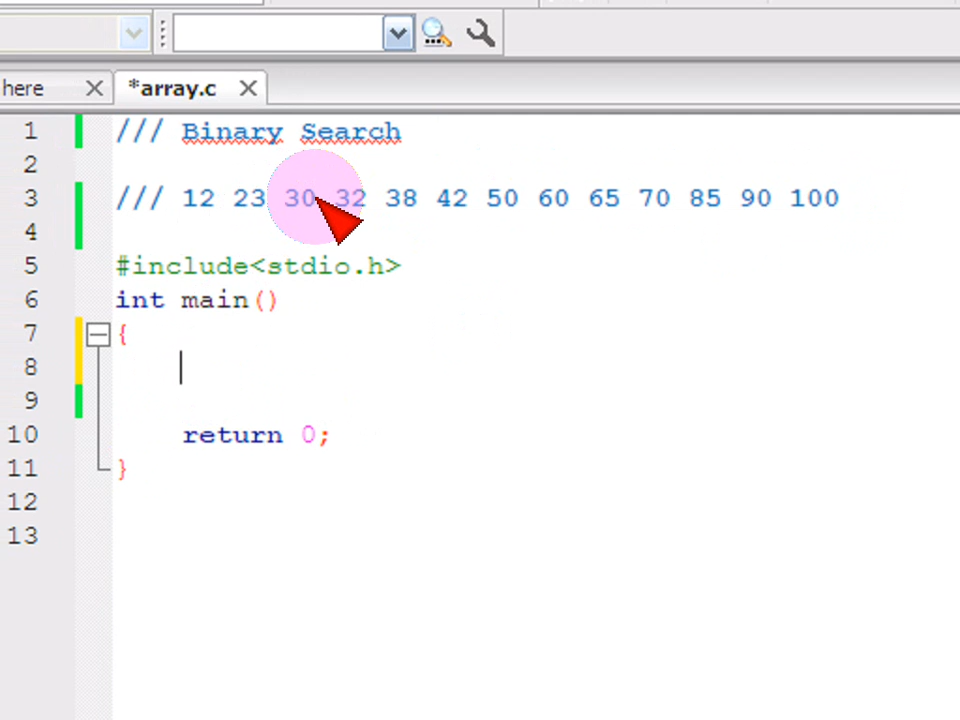 here
*array.c
1 /// Binary Search
2
3 /// 12 23 30 32 38 42 50 60 65 70 85 90 100
4
5 #include<stdio.h>
6 int main()
7 {
8
9
10 return 0;
11 }
12
13